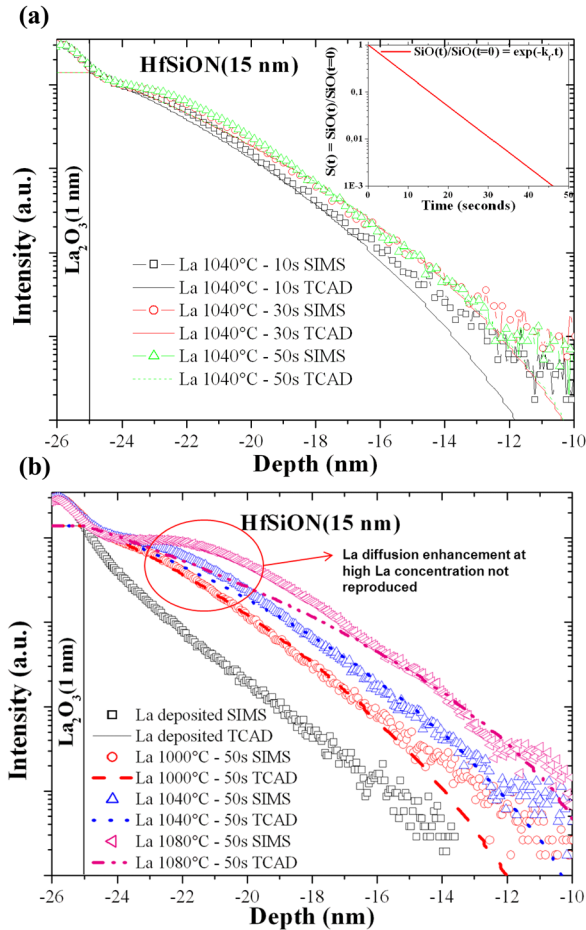 (a)
HfSiON(15 nm)
SiO(t)/SiO(t=0) = exp(-k_f.t)
S(t) = SiO(t)/SiO(t=0)
1
0.1
0.01
1E-3
0 10 20 30 40 50
Time (seconds)
Intensity (a.u.)
La₂O₃(1 nm)
La 1040°C - 10s SIMS
La 1040°C - 10s TCAD
La 1040°C - 30s SIMS
La 1040°C - 30s TCAD
La 1040°C - 50s SIMS
La 1040°C - 50s TCAD
-26 -24 -22 -20 -18 -16 -14 -12 -10
Depth (nm)
(b)
HfSiON(15 nm)
La diffusion enhancement at
high La concentration not
reproduced
Intensity (a.u.)
La₂O₃(1 nm)
La deposited SIMS
La deposited TCAD
La 1000°C - 50s SIMS
La 1000°C - 50s TCAD
La 1040°C - 50s SIMS
La 1040°C - 50s TCAD
La 1080°C - 50s SIMS
La 1080°C - 50s TCAD
-26 -24 -22 -20 -18 -16 -14 -12 -10
Depth (nm)